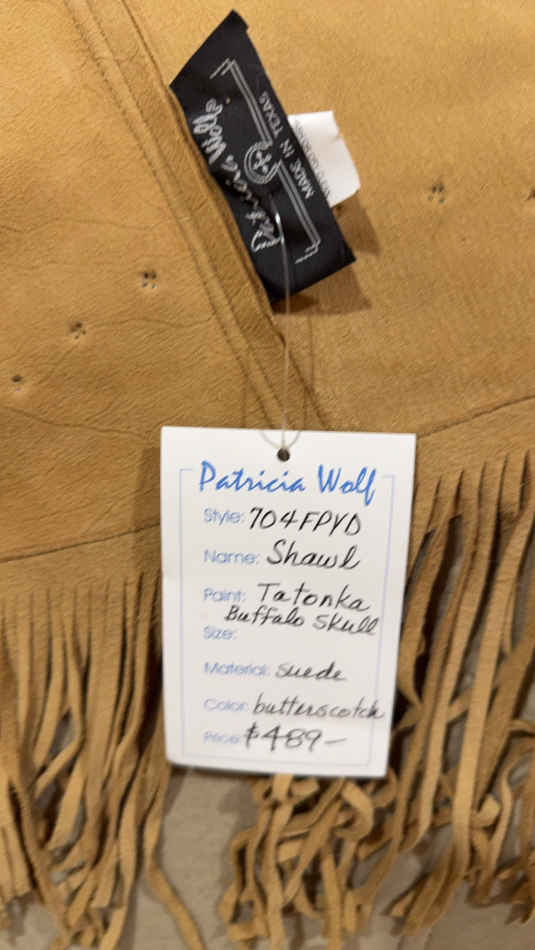 Patricia Wolf
MADE IN TEXAS
Patricia Wolf
Style: 704FPYD
Name: Shawl
Paint: Tatonka
Buffalo Skull
Size:
Material: suede
Color: butterscotch
Price: $489-